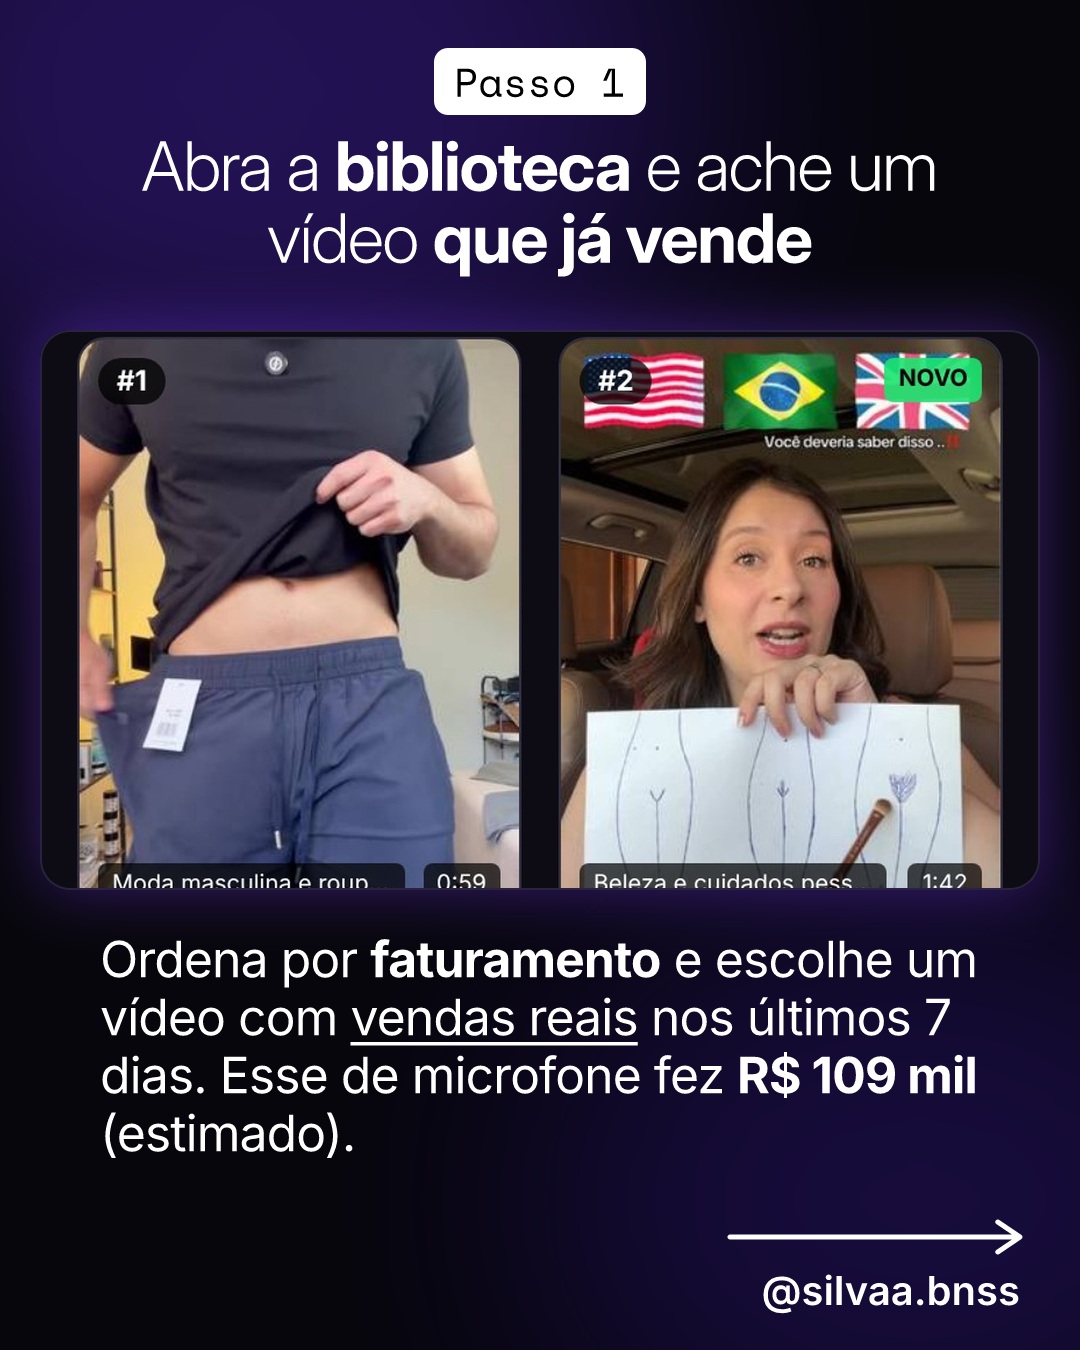 Passo 1
Abra a biblioteca e ache um
vídeo que já vende
#1
#2
NOVO
Você deveria saber disso ..‼️
Moda masculina e roup...
0:59
Beleza e cuidados pess...
1:42
Ordena por faturamento e escolhe um
vídeo com vendas reais nos últimos 7
dias. Esse de microfone fez R$ 109 mil
(estimado).
@silvaa.bnss